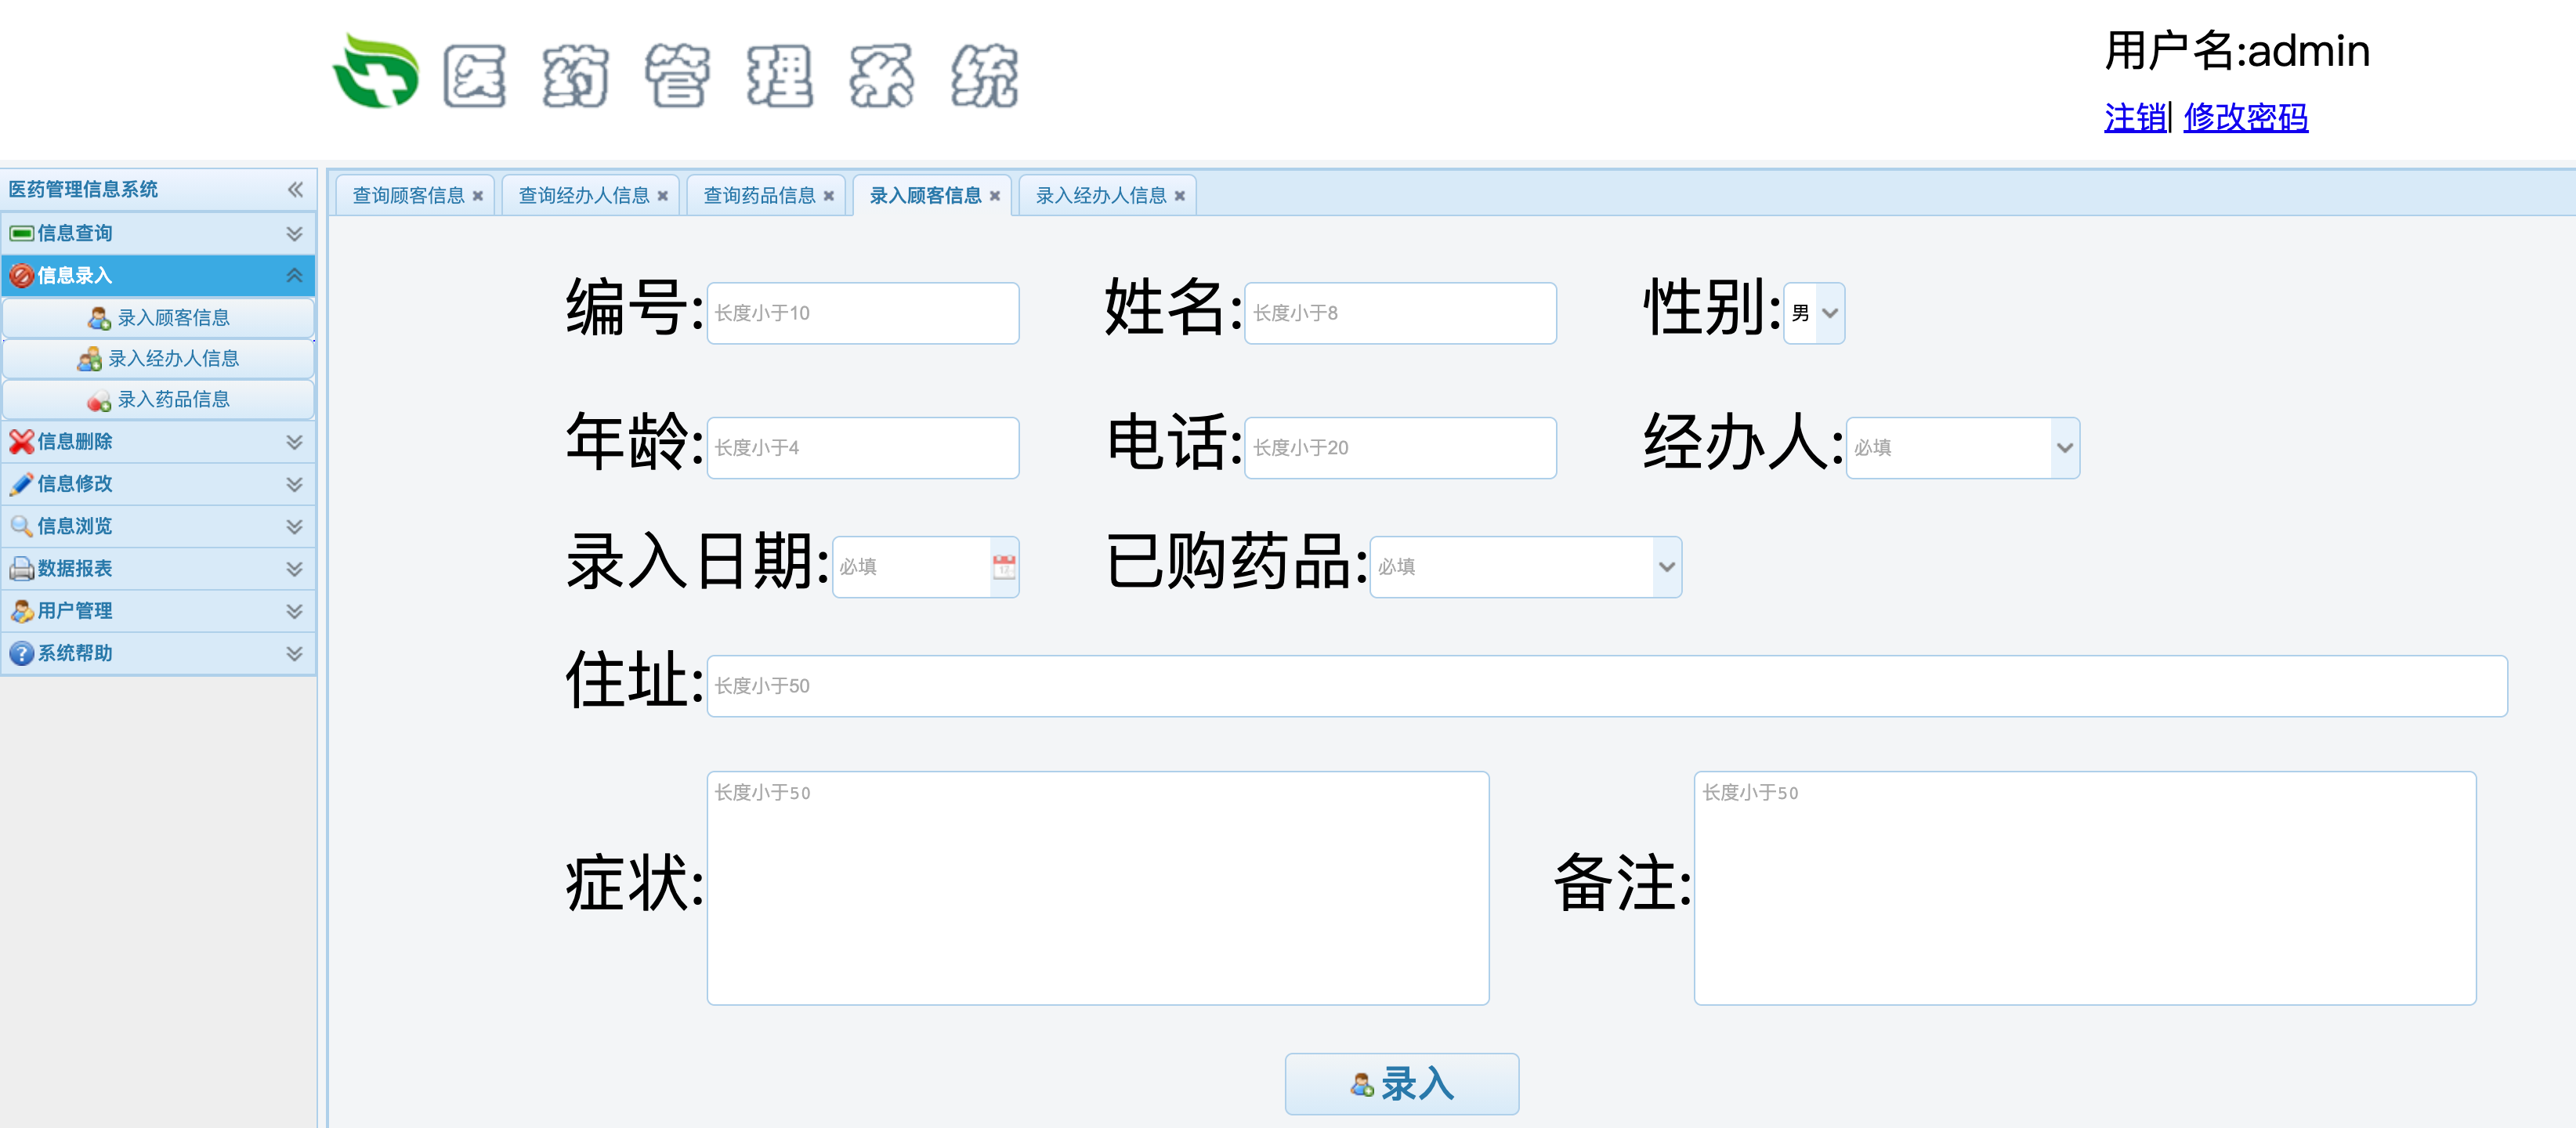 医药管理系统
用户名:admin
注销| 修改密码
医药管理信息系统
信息查询
信息录入
录入顾客信息
录入经办人信息
录入药品信息
信息删除
信息修改
信息浏览
数据报表
用户管理
系统帮助
查询顾客信息 查询经办人信息 查询药品信息 录入顾客信息 录入经办人信息
编号: 长度小于10 姓名: 长度小于8 性别: 男
年龄: 长度小于4 电话: 长度小于20 经办人: 必填
录入日期: 必填 已购药品: 必填
住址: 长度小于50
症状: 长度小于50 备注: 长度小于50
录入